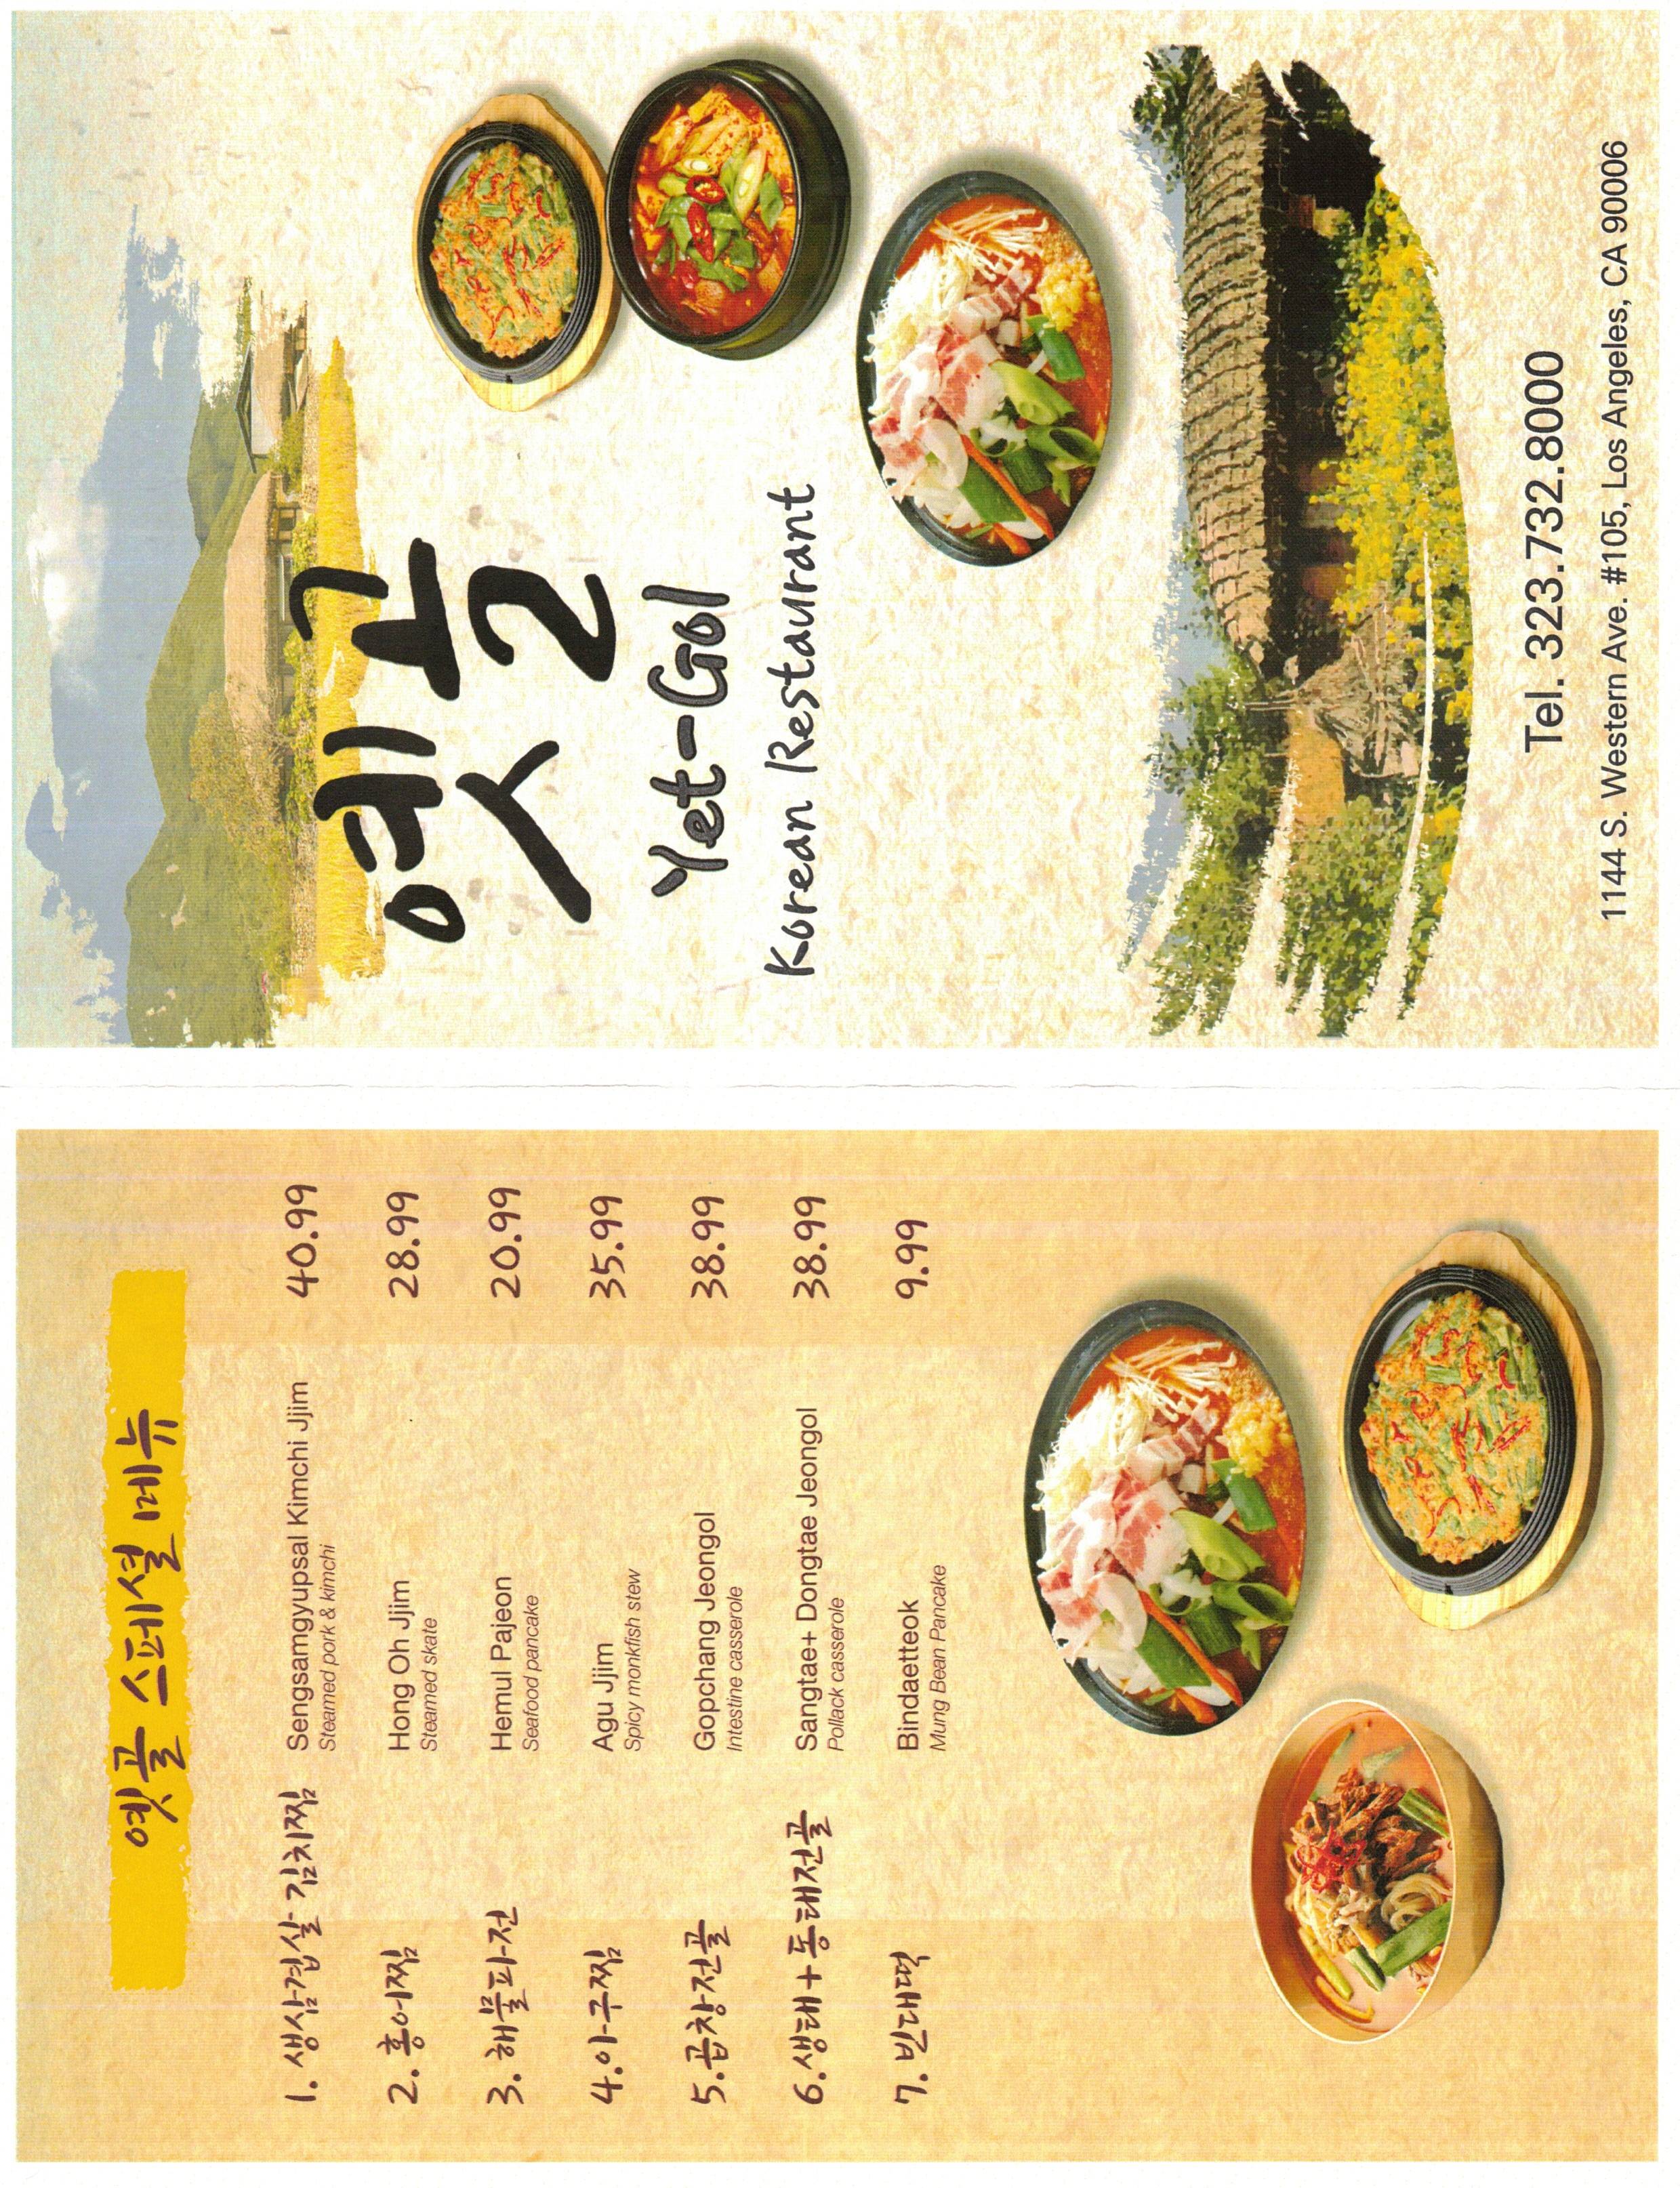 옛골 스페셜 메뉴
1. 생삼겹살 김치찜 Sengsamgyupsal Kimchi Jjim 40.99
Steamed pork & kimchi
2. 홍어찜 Hong Oh Jjim 28.99
Steamed skate
3. 해물파전 Hemul Pajeon 20.99
Seafood pancake
4.아구찜 Agu Jjim 35.99
Spicy monkfish stew
5.곱창전골 Gopchang Jeongol 38.99
Intestine casserole
6.생태+동태전골 Sangtae+ Dongtae Jeongol 38.99
Pollack casserole
7. 빈대떡 Bindaetteok 9.99
Mung Bean Pancake
옛골
Yet-Gol
Korean Restaurant
Tel. 323.732.8000
1144 S. Western Ave. #105, Los Angeles, CA 90006